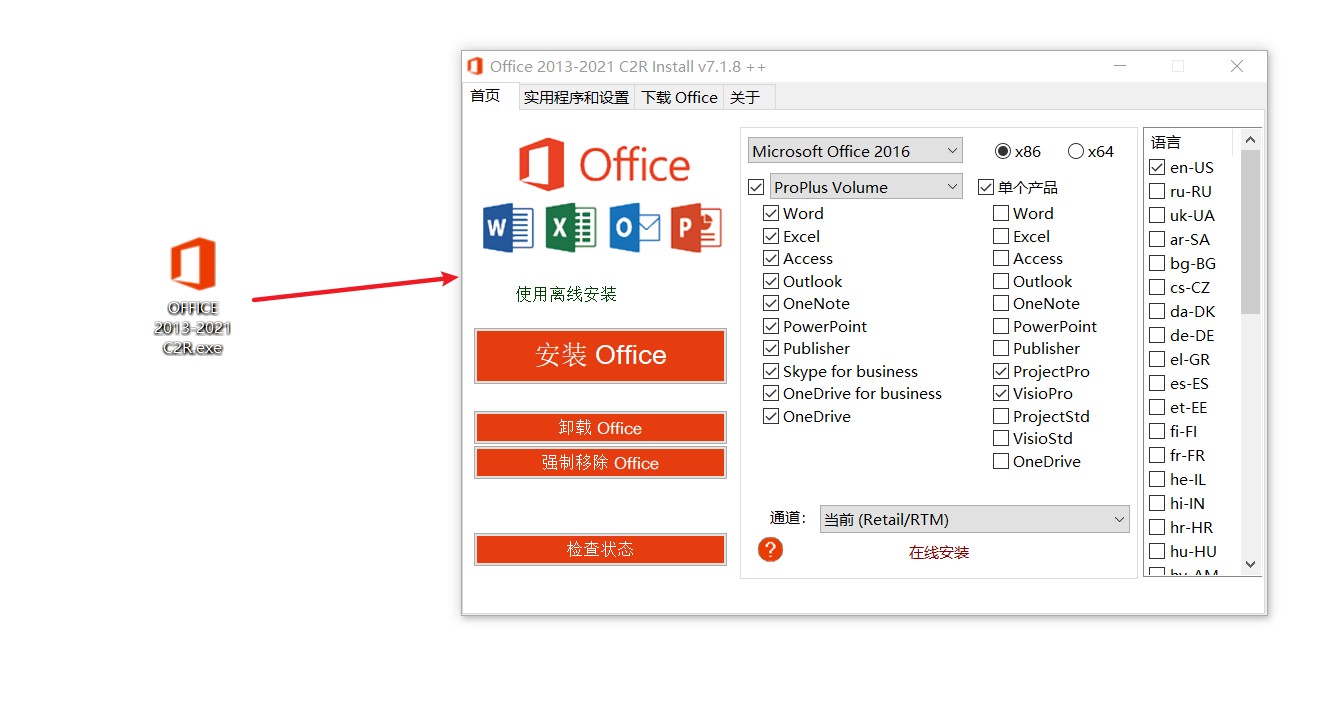 OFFICE
2013-2021
C2R.exe
Office 2013-2021 C2R Install v7.1.8 ++
首页
实用程序和设置
下载 Office
关于
Office
W
X
O
P
使用离线安装
安装 Office
卸载 Office
强制移除 Office
检查状态
Microsoft Office 2016
x86
x64
ProPlus Volume
Word
Excel
Access
Outlook
OneNote
PowerPoint
Publisher
Skype for business
OneDrive for business
OneDrive
单个产品
Word
Excel
Access
Outlook
OneNote
PowerPoint
Publisher
ProjectPro
VisioPro
ProjectStd
VisioStd
OneDrive
通道:
当前 (Retail/RTM)
?
在线安装
语言
en-US
ru-RU
uk-UA
ar-SA
bg-BG
cs-CZ
da-DK
de-DE
el-GR
es-ES
et-EE
fi-FI
fr-FR
he-IL
hi-IN
hr-HR
hu-HU